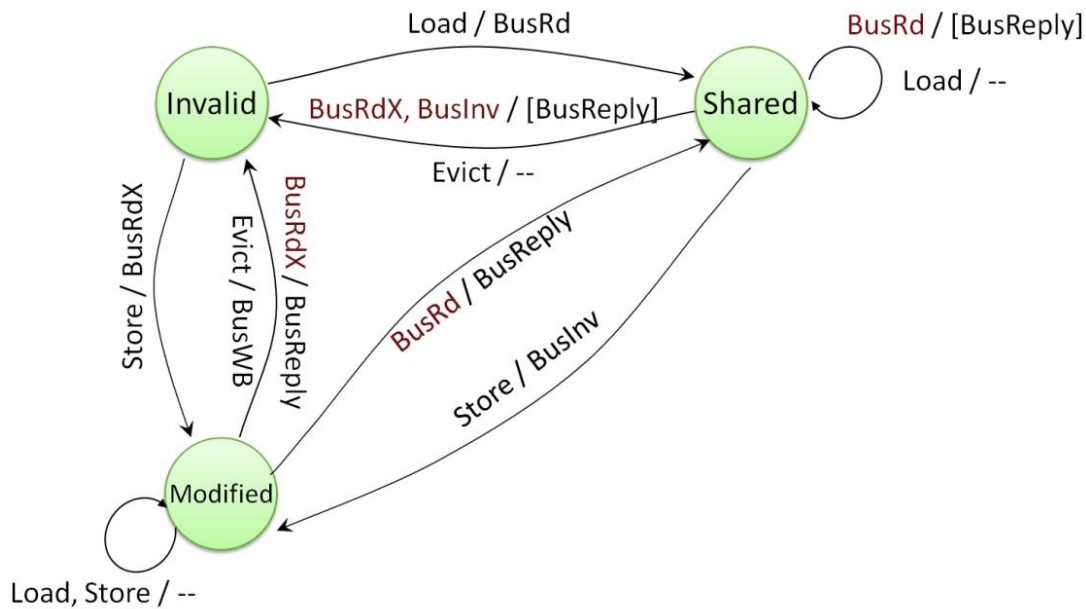 Load / BusRd
BusRd / [BusReply]
Load / --
Invalid
Shared
BusRdX, BusInv / [BusReply]
Evict / --
Store / BusRdX
Evict / BusWB
BusRdX / BusReply
BusRd / BusReply
Store / BusInv
Modified
Load, Store / --